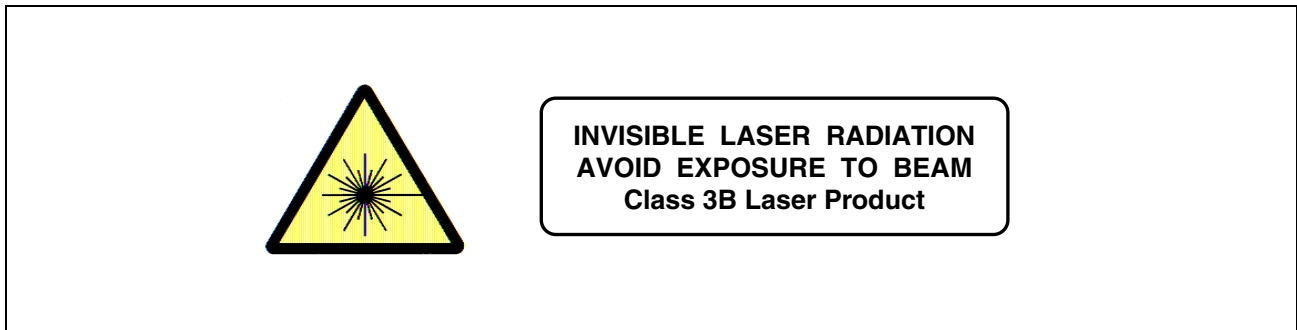 INVISIBLE LASER RADIATION
AVOID EXPOSURE TO BEAM
Class 3B Laser Product